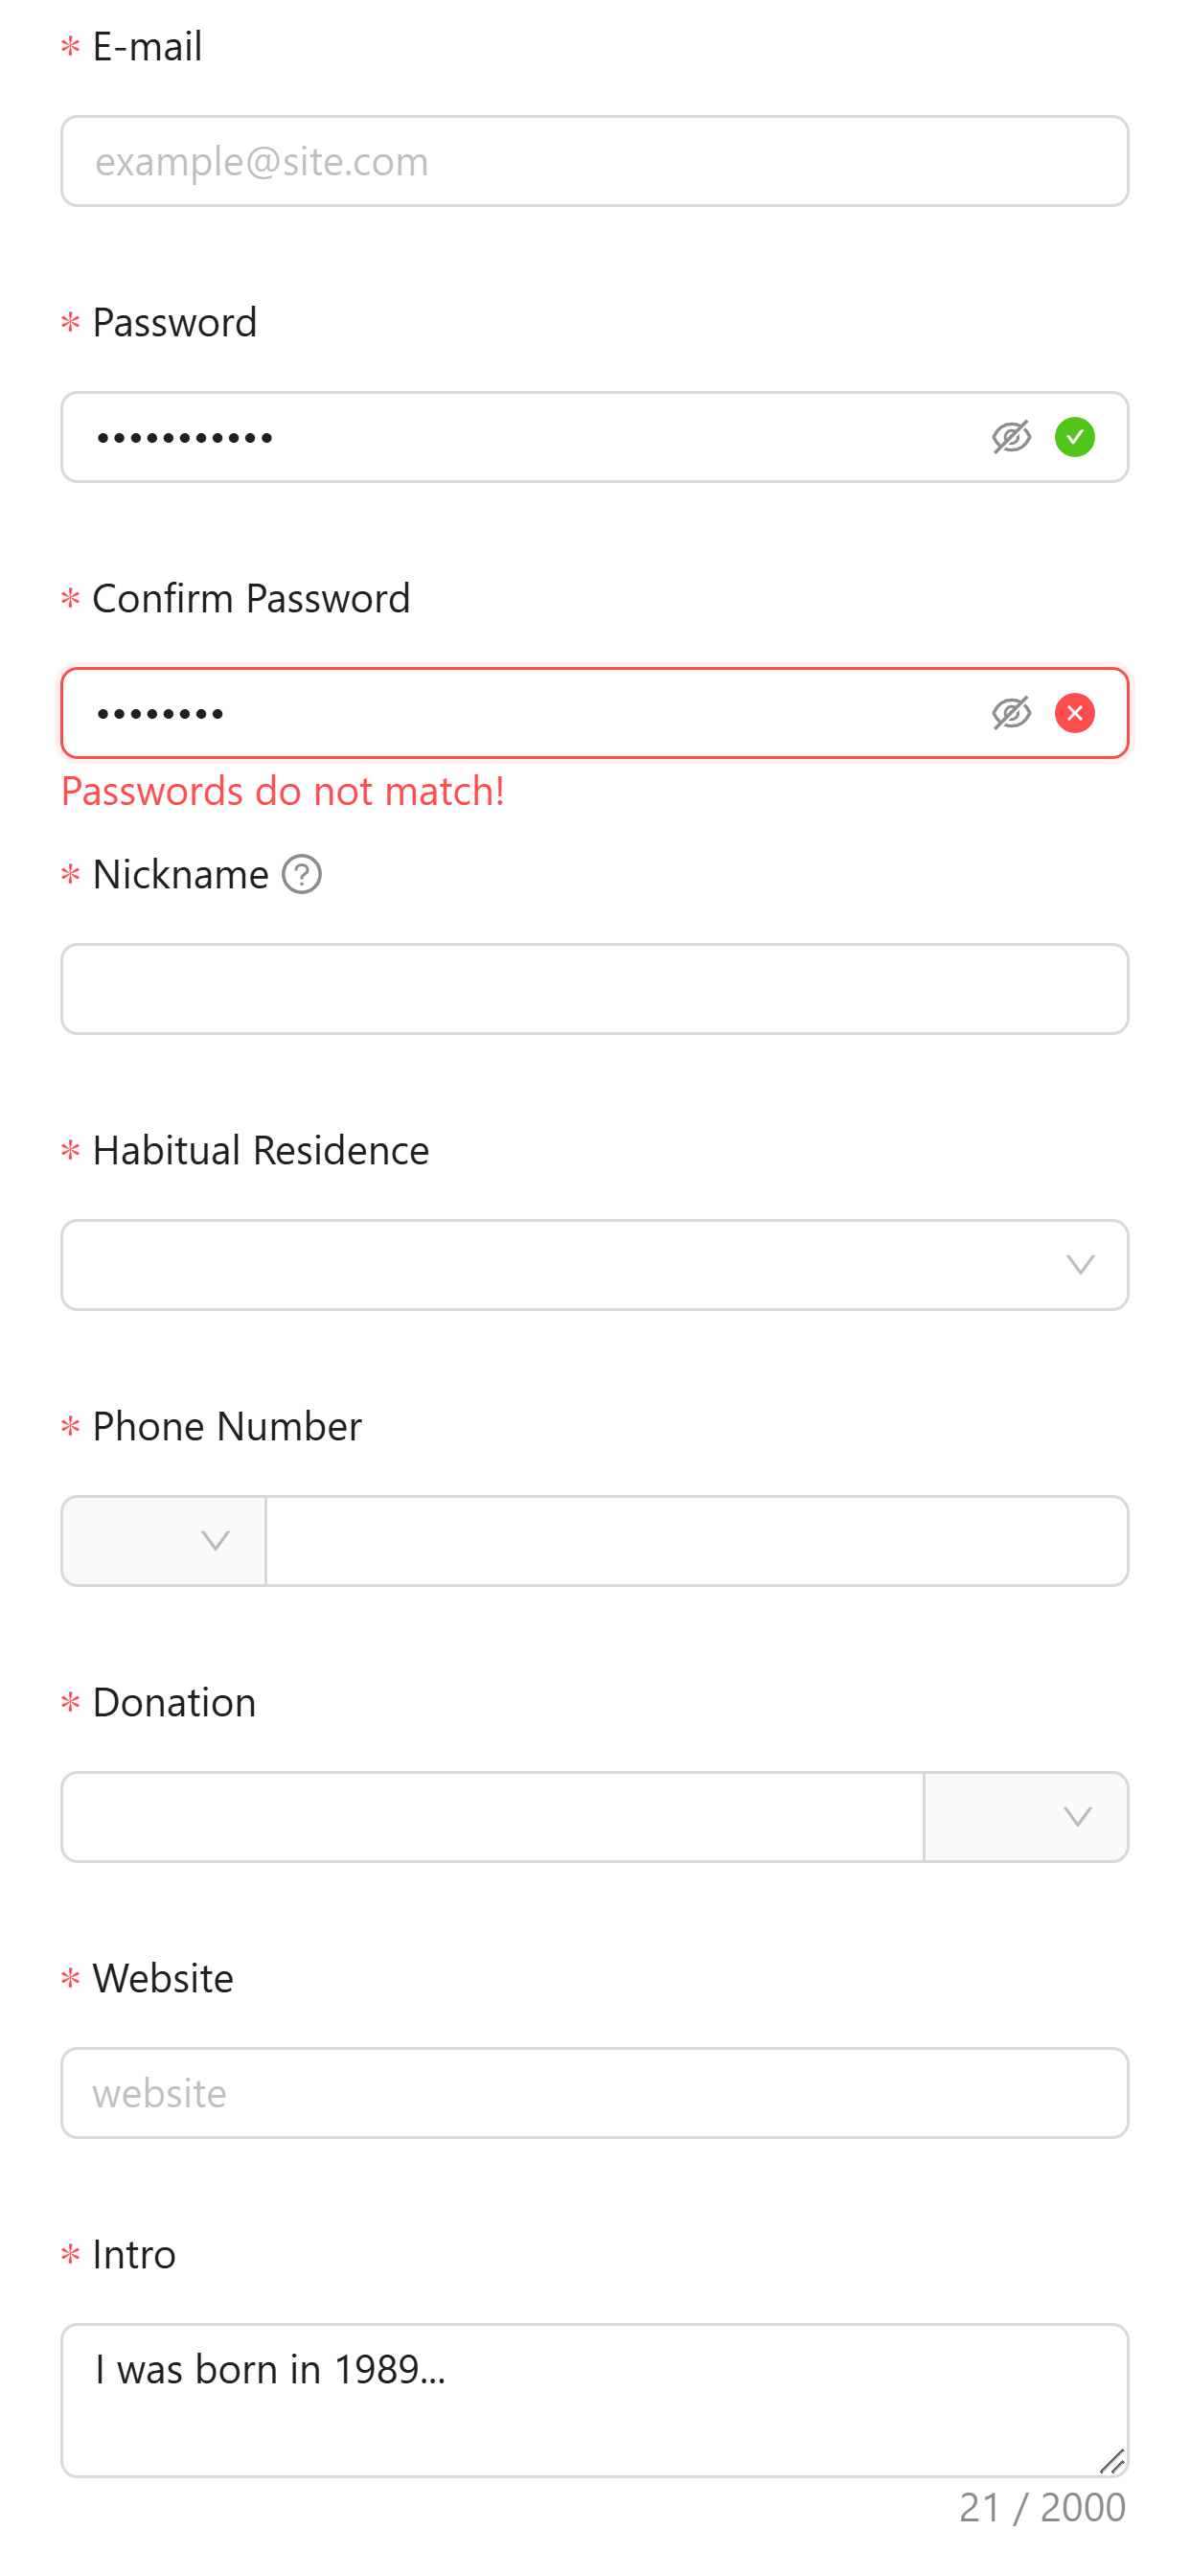 * E-mail
example@site.com
* Password
•••••••••••
* Confirm Password
••••••••
Passwords do not match!
* Nickname
* Habitual Residence
* Phone Number
* Donation
* Website
website
* Intro
I was born in 1989...
21 / 2000